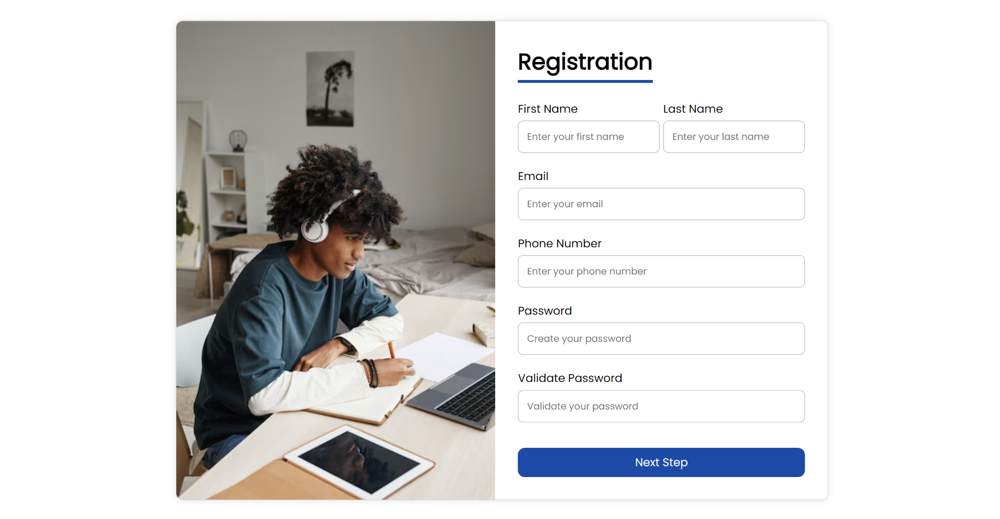 Registration
First Name Last Name
Enter your first name Enter your last name
Email
Enter your email
Phone Number
Enter your phone number
Password
Create your password
Validate Password
Validate your password
Next Step